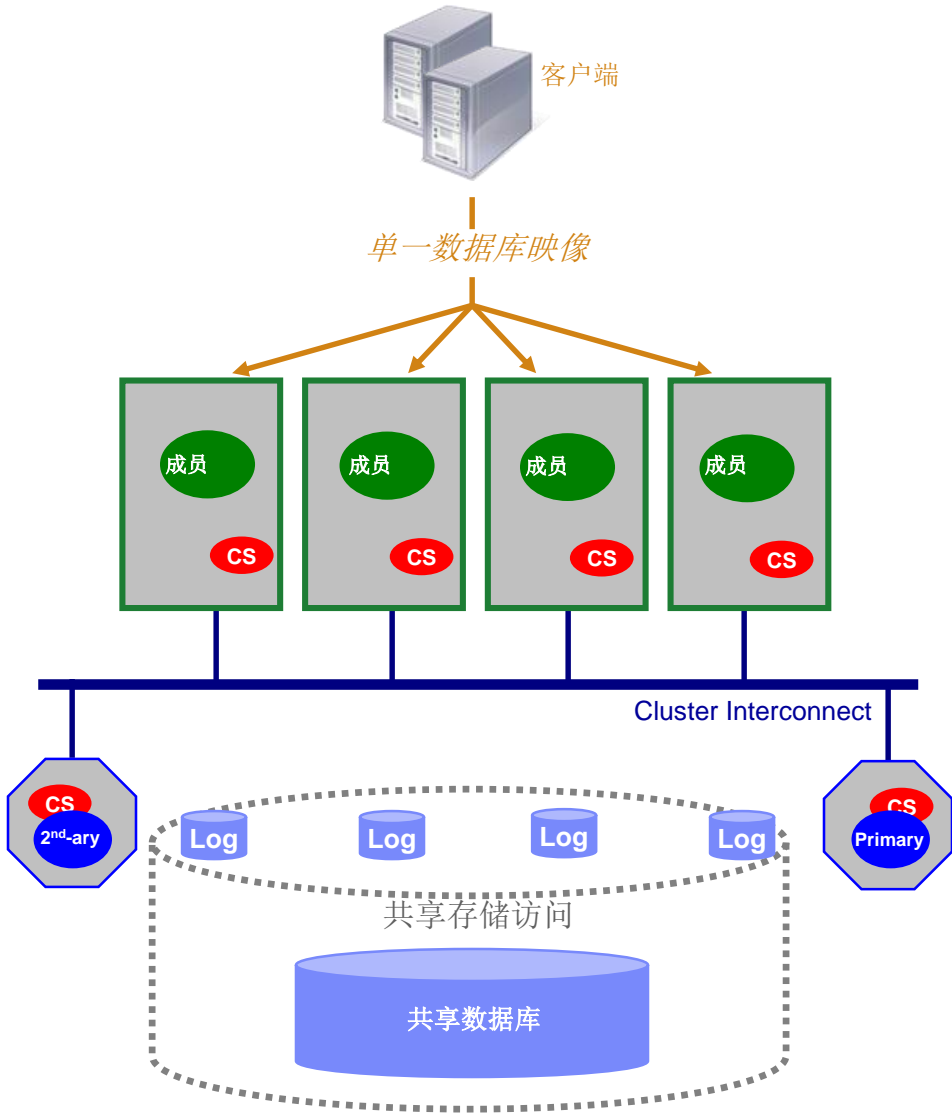 客户端
单一数据库映像
成员
成员
成员
成员
CS
CS
CS
CS
Cluster Interconnect
CS
2nd-ary
CS
Primary
Log
Log
Log
Log
共享存储访问
共享数据库